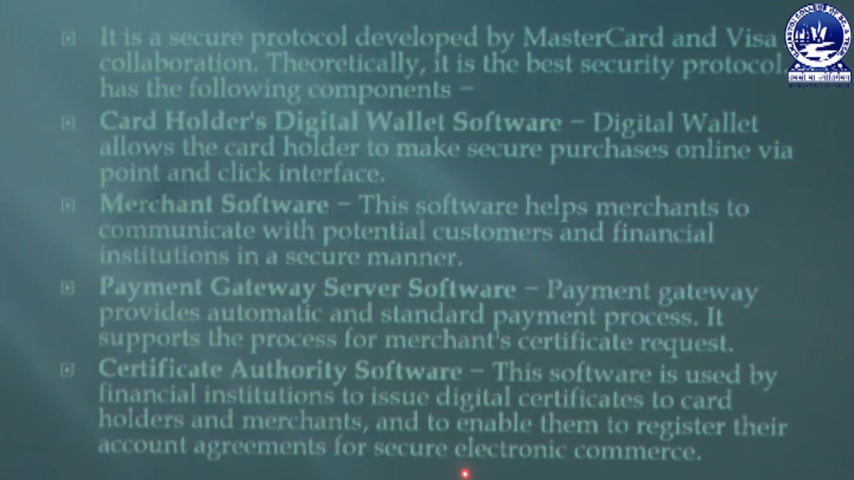 It is a secure protocol developed by MasterCard and Visa
collaboration. Theoretically, it is the best security protocol.
has the following components –
Card Holder's Digital Wallet Software – Digital Wallet
allows the card holder to make secure purchases online via
point and click interface.
Merchant Software – This software helps merchants to
communicate with potential customers and financial
institutions in a secure manner.
Payment Gateway Server Software – Payment gateway
provides automatic and standard payment process. It
supports the process for merchant's certificate request.
Certificate Authority Software – This software is used by
financial institutions to issue digital certificates to card
holders and merchants, and to enable them to register their
account agreements for secure electronic commerce.